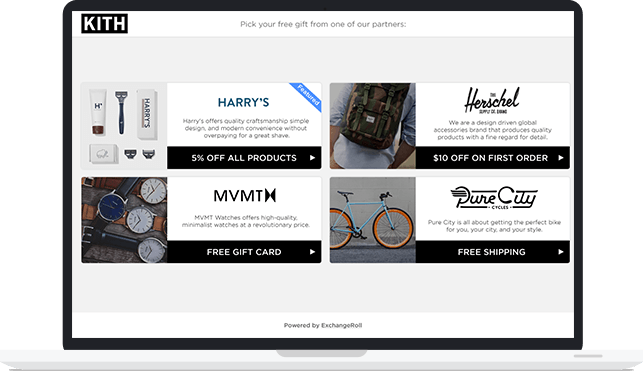 KITH
Pick your free gift from one of our partners:
HARRY'S
Featured
Harry's offers quality craftsmanship simple
design, and modern convenience without
overpaying for a great shave.
5% OFF ALL PRODUCTS
THE
Herschel
SUPPLY CO. BRAND
We are a design driven global
accessories brand that produces quality
products with a fine regard for detail.
$10 OFF ON FIRST ORDER
MVMT
MVMT Watches offers high-quality,
minimalist watches at a revolutionary price.
FREE GIFT CARD
Pure City
CYCLES
Pure City is all about getting the perfect bike
for you, your city, and your style.
FREE SHIPPING
Powered by ExchangeRoll